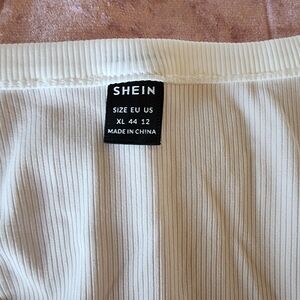 SHEIN
SIZE EU US
XL 44 12
MADE IN CHINA